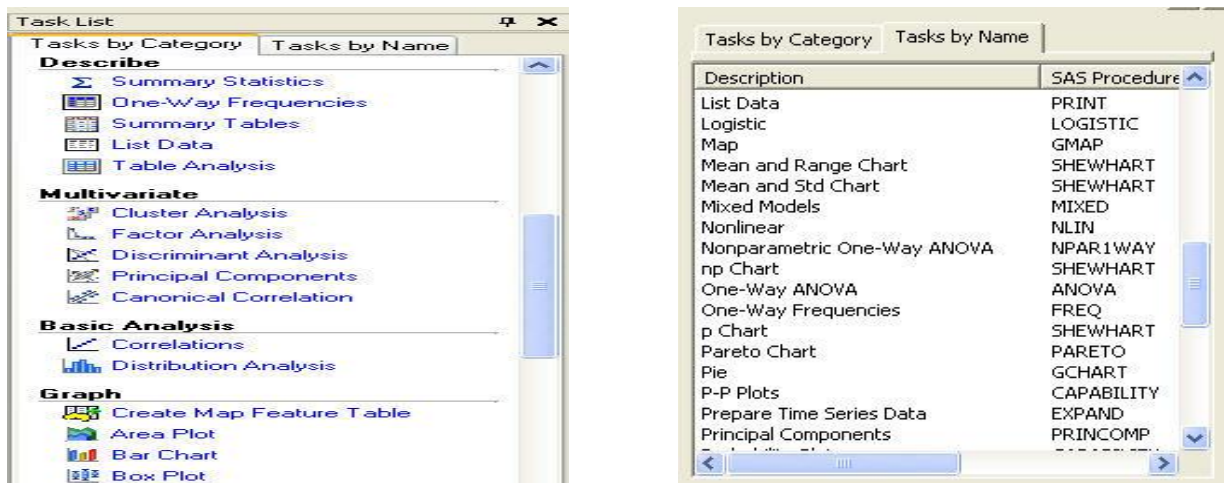 Task List
Tasks by Category Tasks by Name
Describe
Summary Statistics
One-Way Frequencies
Summary Tables
List Data
Table Analysis
Multivariate
Cluster Analysis
Factor Analysis
Discriminant Analysis
Principal Components
Canonical Correlation
Basic Analysis
Correlations
Distribution Analysis
Graph
Create Map Feature Table
Area Plot
Bar Chart
Box Plot
Tasks by Category Tasks by Name
Description SAS Procedure
List Data PRINT
Logistic LOGISTIC
Map GMAP
Mean and Range Chart SHEWHART
Mean and Std Chart SHEWHART
Mixed Models MIXED
Nonlinear NLIN
Nonparametric One-Way ANOVA NPAR1WAY
np Chart SHEWHART
One-Way ANOVA ANOVA
One-Way Frequencies FREQ
p Chart SHEWHART
Pareto Chart PARETO
Pie GCHART
P-P Plots CAPABILITY
Prepare Time Series Data EXPAND
Principal Components PRINCOMP